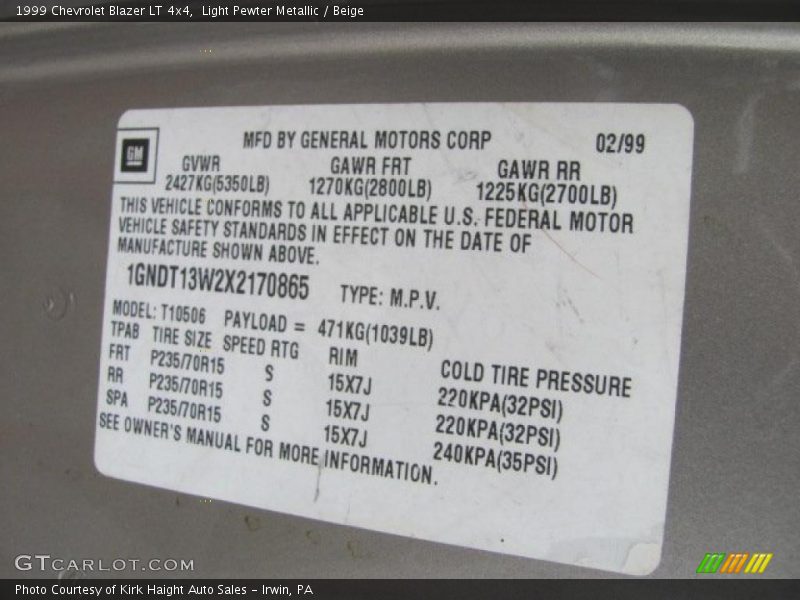 1999 Chevrolet Blazer LT 4x4, Light Pewter Metallic / Beige
GM
MFD BY GENERAL MOTORS CORP 02/99
GVWR GAWR FRT GAWR RR
2427KG(5350LB) 1270KG(2800LB) 1225KG(2700LB)
THIS VEHICLE CONFORMS TO ALL APPLICABLE U.S. FEDERAL MOTOR
VEHICLE SAFETY STANDARDS IN EFFECT ON THE DATE OF
MANUFACTURE SHOWN ABOVE.
1GNDT13W2X2170865 TYPE: M.P.V.
MODEL: T10506 PAYLOAD = 471KG(1039LB)
TPAB TIRE SIZE SPEED RTG RIM COLD TIRE PRESSURE
FRT P235/70R15 S 15X7J 220KPA(32PSI)
RR P235/70R15 S 15X7J 220KPA(32PSI)
SPA P235/70R15 S 15X7J 240KPA(35PSI)
SEE OWNER'S MANUAL FOR MORE INFORMATION.
GTCARLOT.COM
Photo Courtesy of Kirk Haight Auto Sales - Irwin, PA